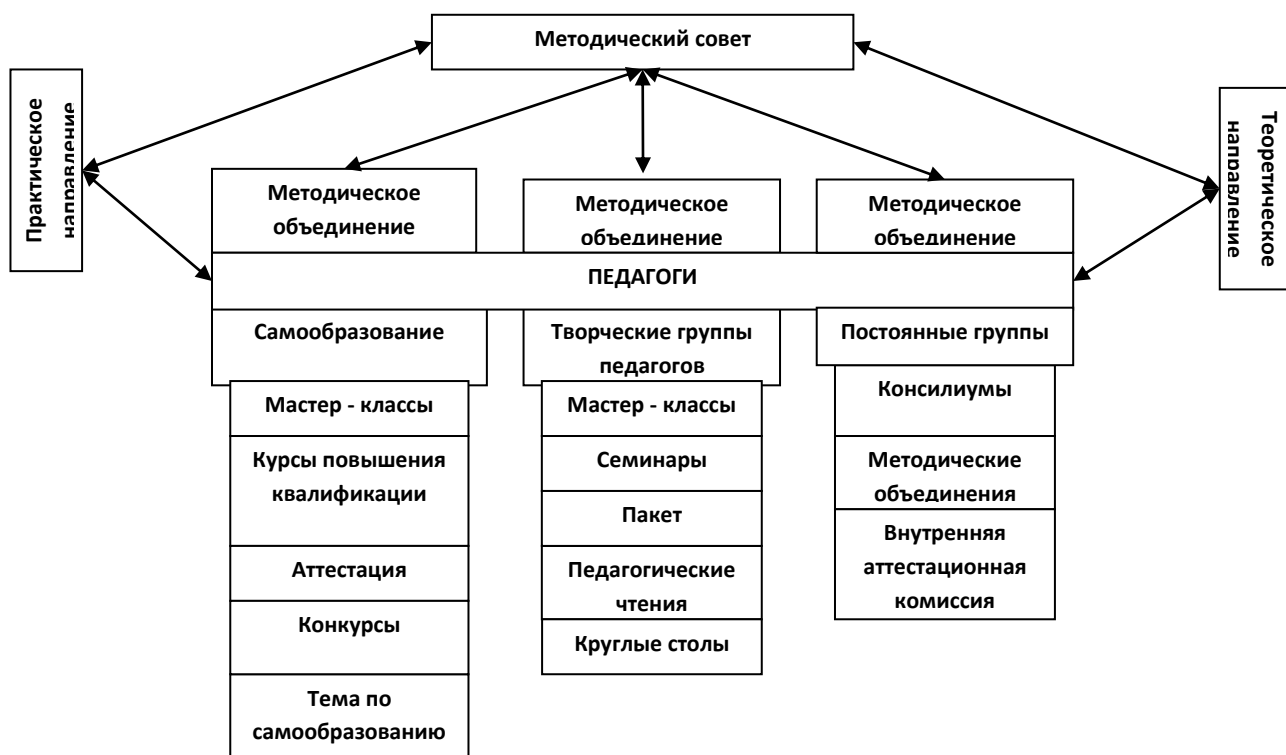 Методический совет
Практическое
направление
Теоретическое
направление
Методическое
объединение
Методическое
объединение
Методическое
объединение
ПЕДАГОГИ
Самообразование
Творческие группы
педагогов
Постоянные группы
Мастер - классы
Курсы повышения
квалификации
Аттестация
Конкурсы
Тема по
самообразованию
Мастер - классы
Семинары
Пакет
Педагогические
чтения
Круглые столы
Консилиумы
Методические
объединения
Внутренняя
аттестационная
комиссия